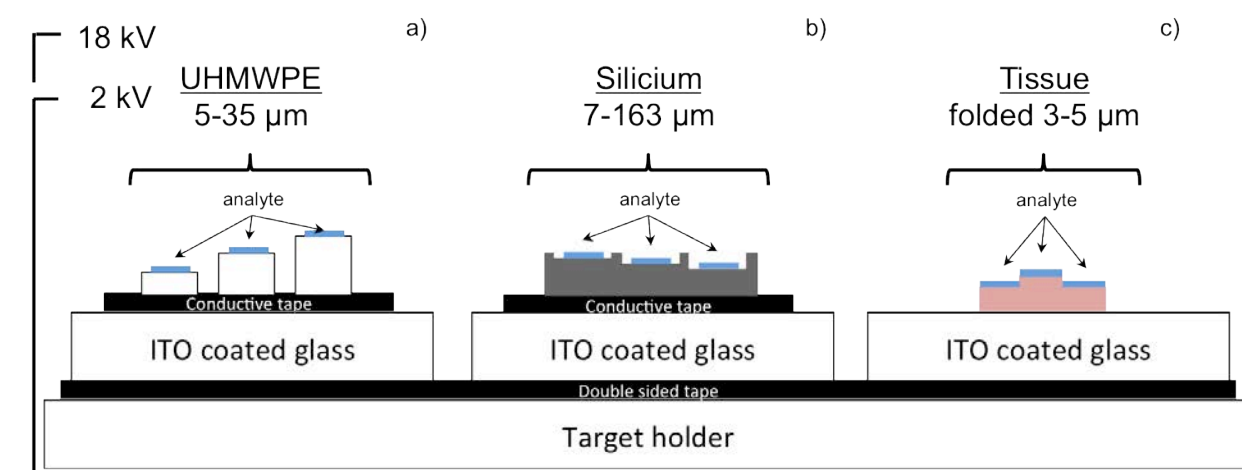 18 kV
2 kV
a)
UHMWPE
5-35 µm
analyte
Conductive tape
ITO coated glass
b)
Silicium
7-163 µm
analyte
Conductive tape
ITO coated glass
c)
Tissue
folded 3-5 µm
analyte
ITO coated glass
Double sided tape
Target holder